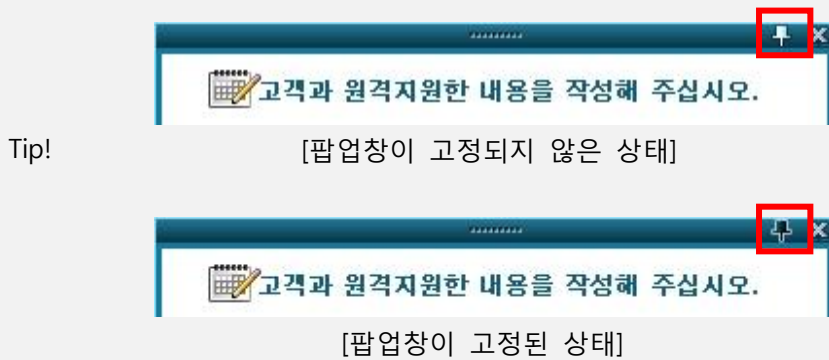 고객과 원격지원한 내용을 작성해 주십시오.
Tip!
[팝업창이 고정되지 않은 상태]
고객과 원격지원한 내용을 작성해 주십시오.
[팝업창이 고정된 상태]